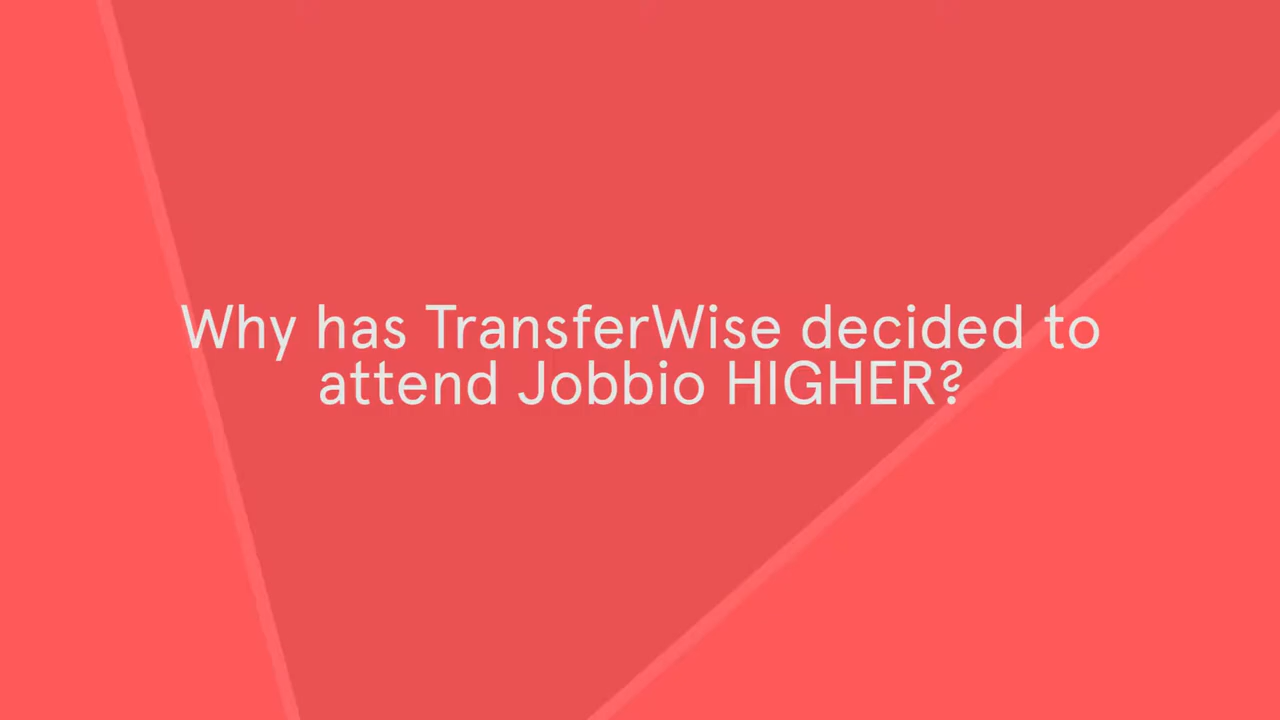 Why has TransferWise decided to
attend Jobbio HIGHER?